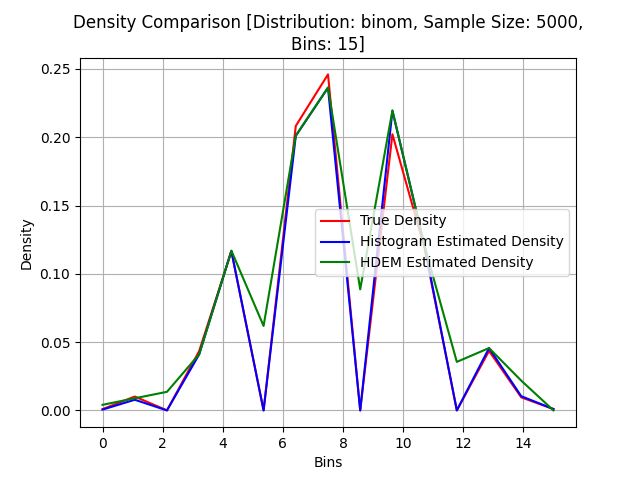 Density Comparison [Distribution: binom, Sample Size: 5000,
Bins: 15]
0.25
0.20
0.15
0.10
0.05
0.00
Density
True Density
Histogram Estimated Density
HDEM Estimated Density
0 2 4 6 8 10 12 14
Bins